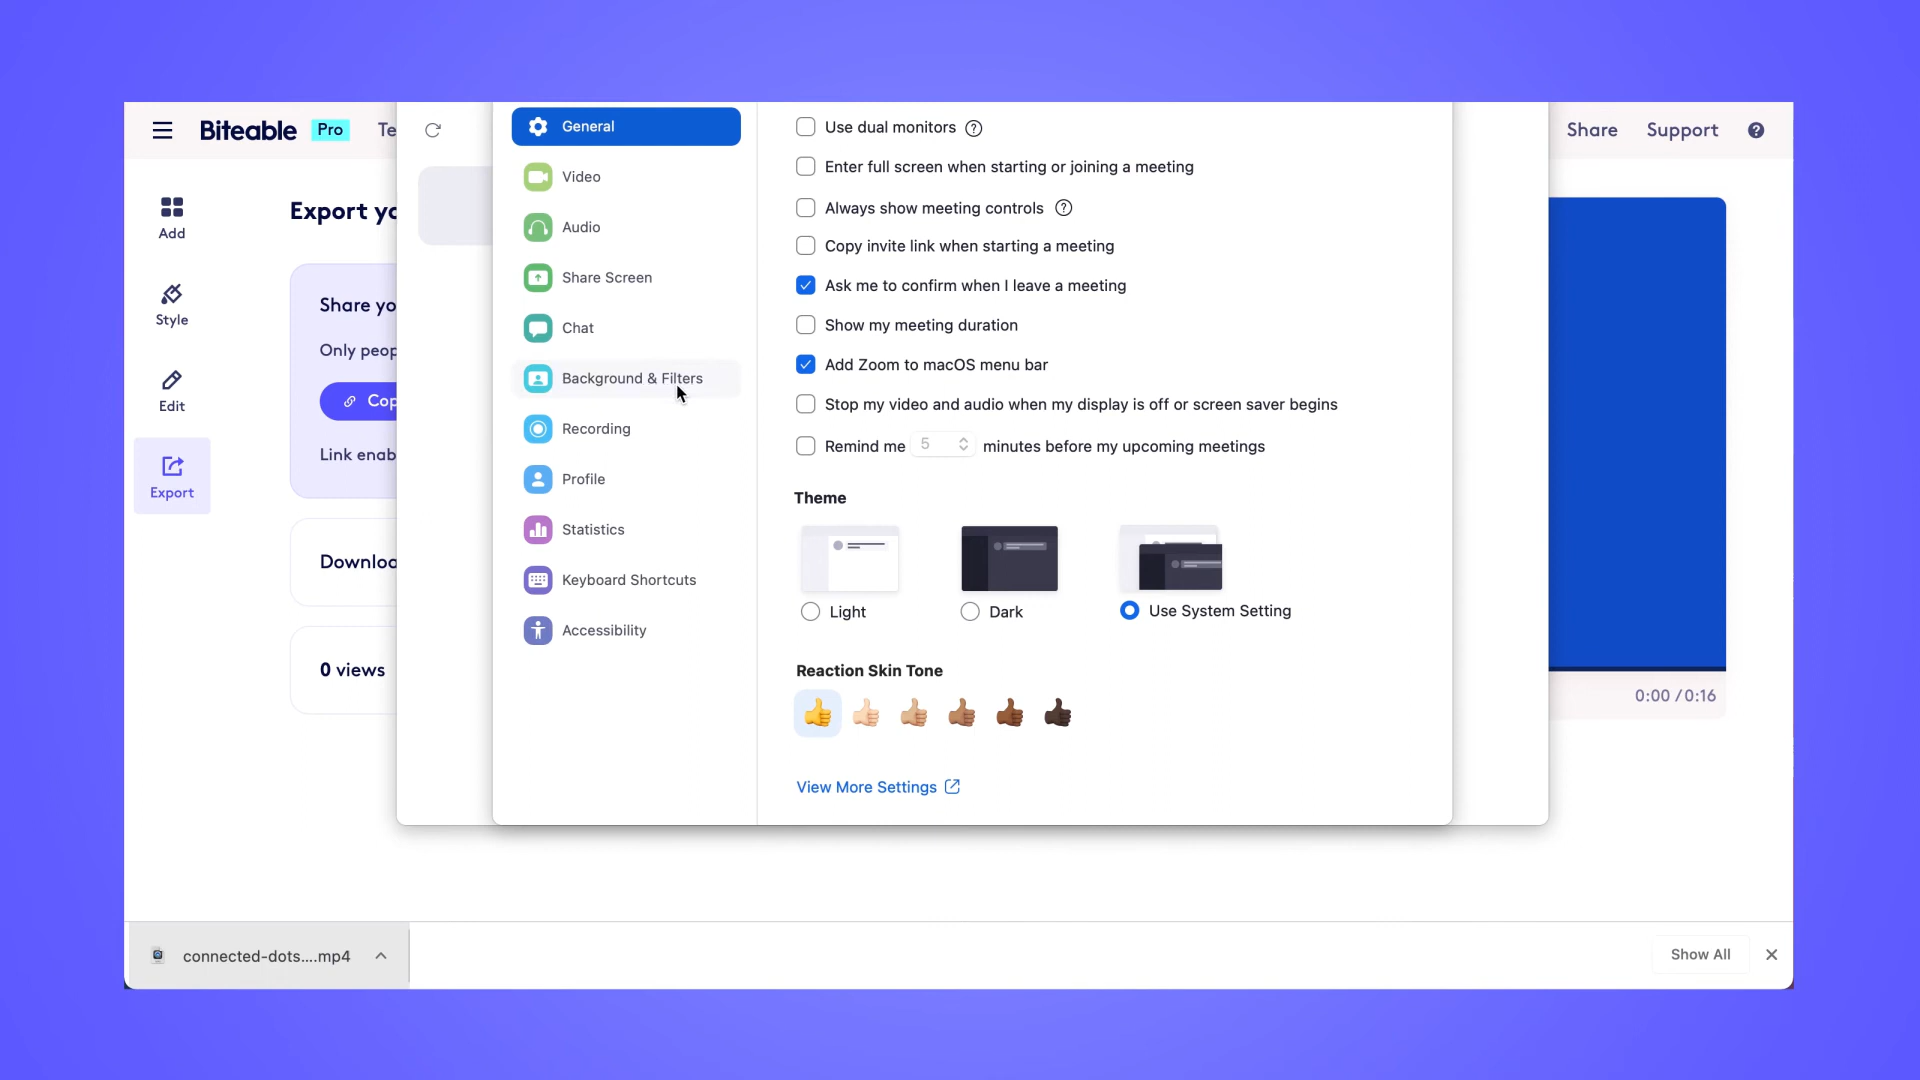 Biteable Pro Te
Share Support
Add
Style
Edit
Export
Export yo
Share yo
Only peop
Cop
Link enab
Downloa
0 views
General
Video
Audio
Share Screen
Chat
Background & Filters
Recording
Profile
Statistics
Keyboard Shortcuts
Accessibility
Use dual monitors
Enter full screen when starting or joining a meeting
Always show meeting controls
Copy invite link when starting a meeting
Ask me to confirm when I leave a meeting
Show my meeting duration
Add Zoom to macOS menu bar
Stop my video and audio when my display is off or screen saver begins
Remind me 5 minutes before my upcoming meetings
Theme
Light Dark Use System Setting
Reaction Skin Tone
View More Settings
0:00 / 0:16
connected-dots....mp4
Show All